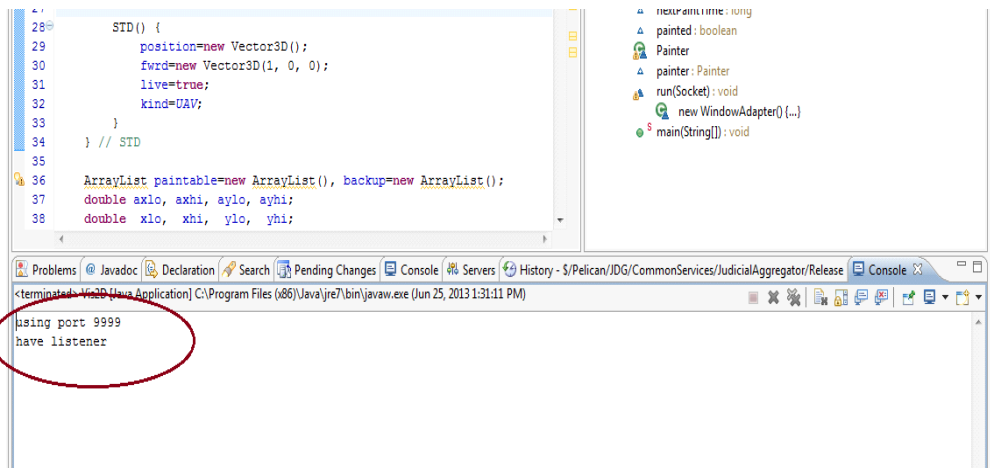 27
28 STD() {
29 position=new Vector3D();
30 fwrd=new Vector3D(1, 0, 0);
31 live=true;
32 kind=UAV;
33 }
34 } // STD
35
36 ArrayList paintable=new ArrayList(), backup=new ArrayList();
37 double axlo, axhi, aylo, ayhi;
38 double xlo, xhi, ylo, yhi;
nextPaintTime : long
painted : boolean
Painter
painter : Painter
run(Socket) : void
new WindowAdapter() {...}
S main(String[]) : void
Problems @ Javadoc Declaration Search Pending Changes Console Servers History - $/Pelican/JDG/CommonServices/JudicialAggregator/Release Console
<terminated> Vis2D [Java Application] C:\Program Files (x86)\Java\jre7\bin\javaw.exe (Jun 25, 2013 1:31:11 PM)
using port 9999
have listener